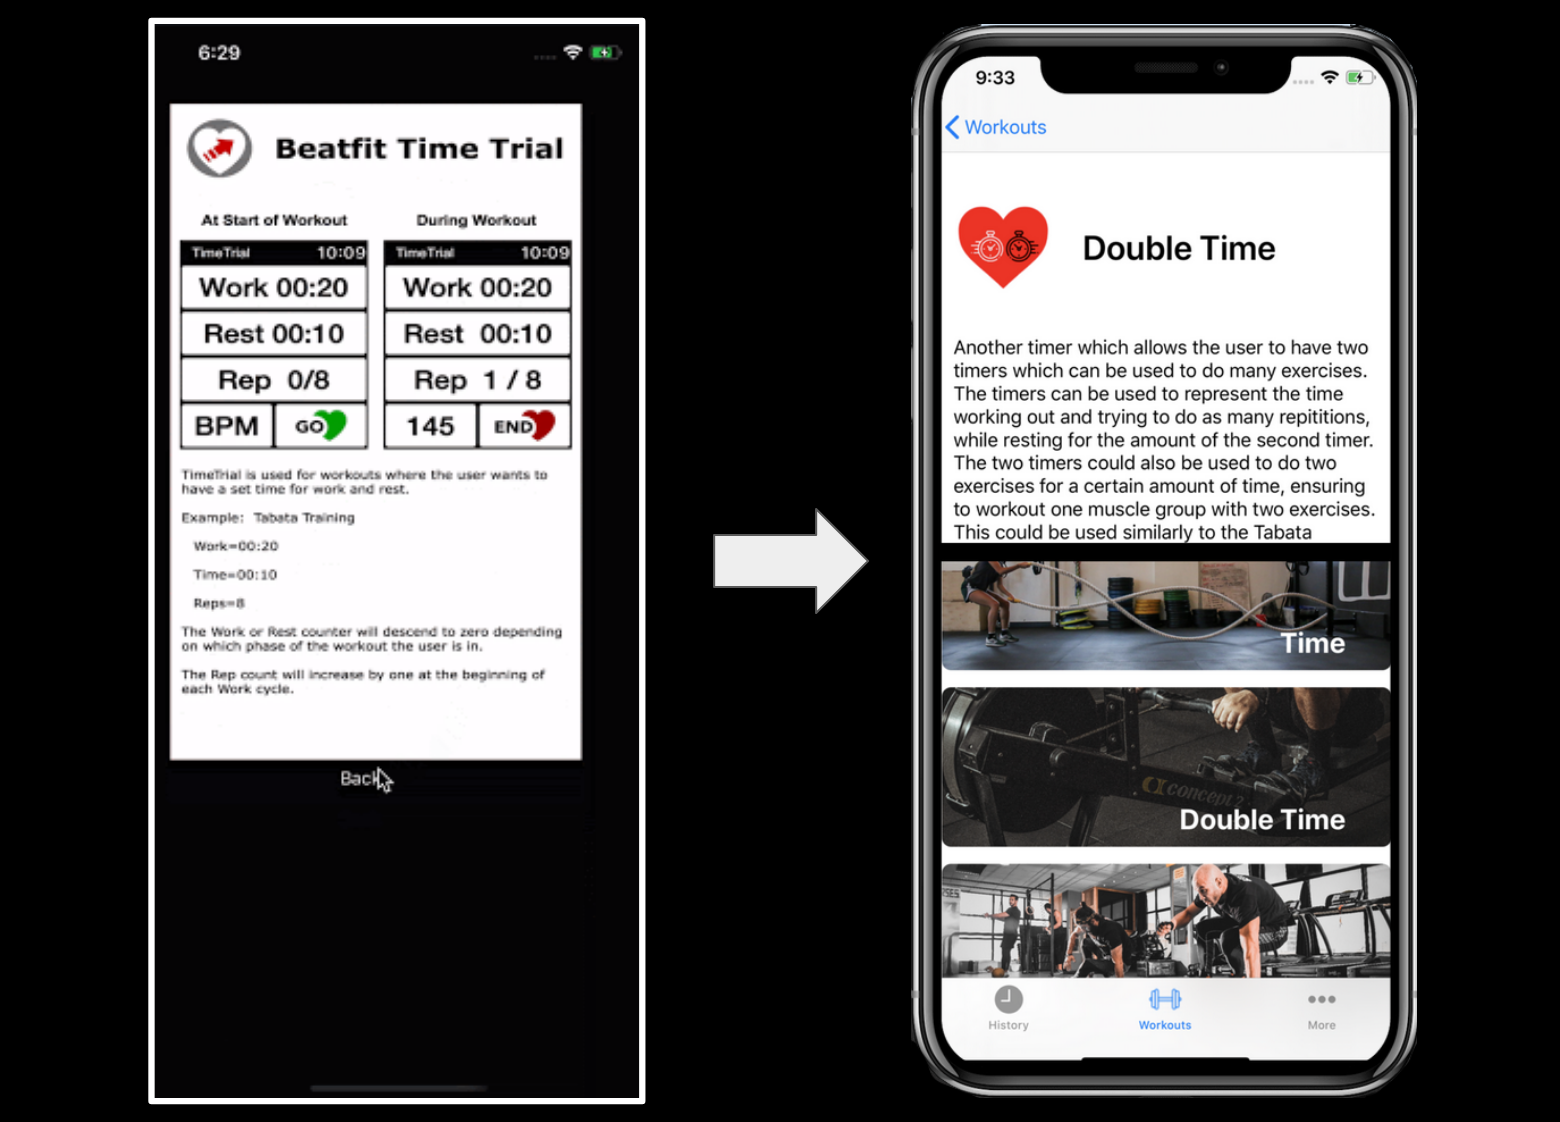 6:29
Beatfit Time Trial
At Start of Workout
During Workout
TimeTrial 10:09
Work 00:20
Rest 00:10
Rep 0/8
BPM GO
TimeTrial 10:09
Work 00:20
Rest 00:10
Rep 1 / 8
145 END
TimeTrial is used for workouts where the user wants to
have a set time for work and rest.
Example: Tabata Training
Work=00:20
Time=00:10
Reps=8
The Work or Rest counter will descend to zero depending
on which phase of the workout the user is in.
The Rep count will increase by one at the beginning of
each Work cycle.
Back
9:33
Workouts
Double Time
Another timer which allows the user to have two
timers which can be used to do many exercises.
The timers can be used to represent the time
working out and trying to do as many repititions,
while resting for the amount of the second timer.
The two timers could also be used to do two
exercises for a certain amount of time, ensuring
to workout one muscle group with two exercises.
This could be used similarly to the Tabata
Time
concept2
Double Time
History
Workouts
More